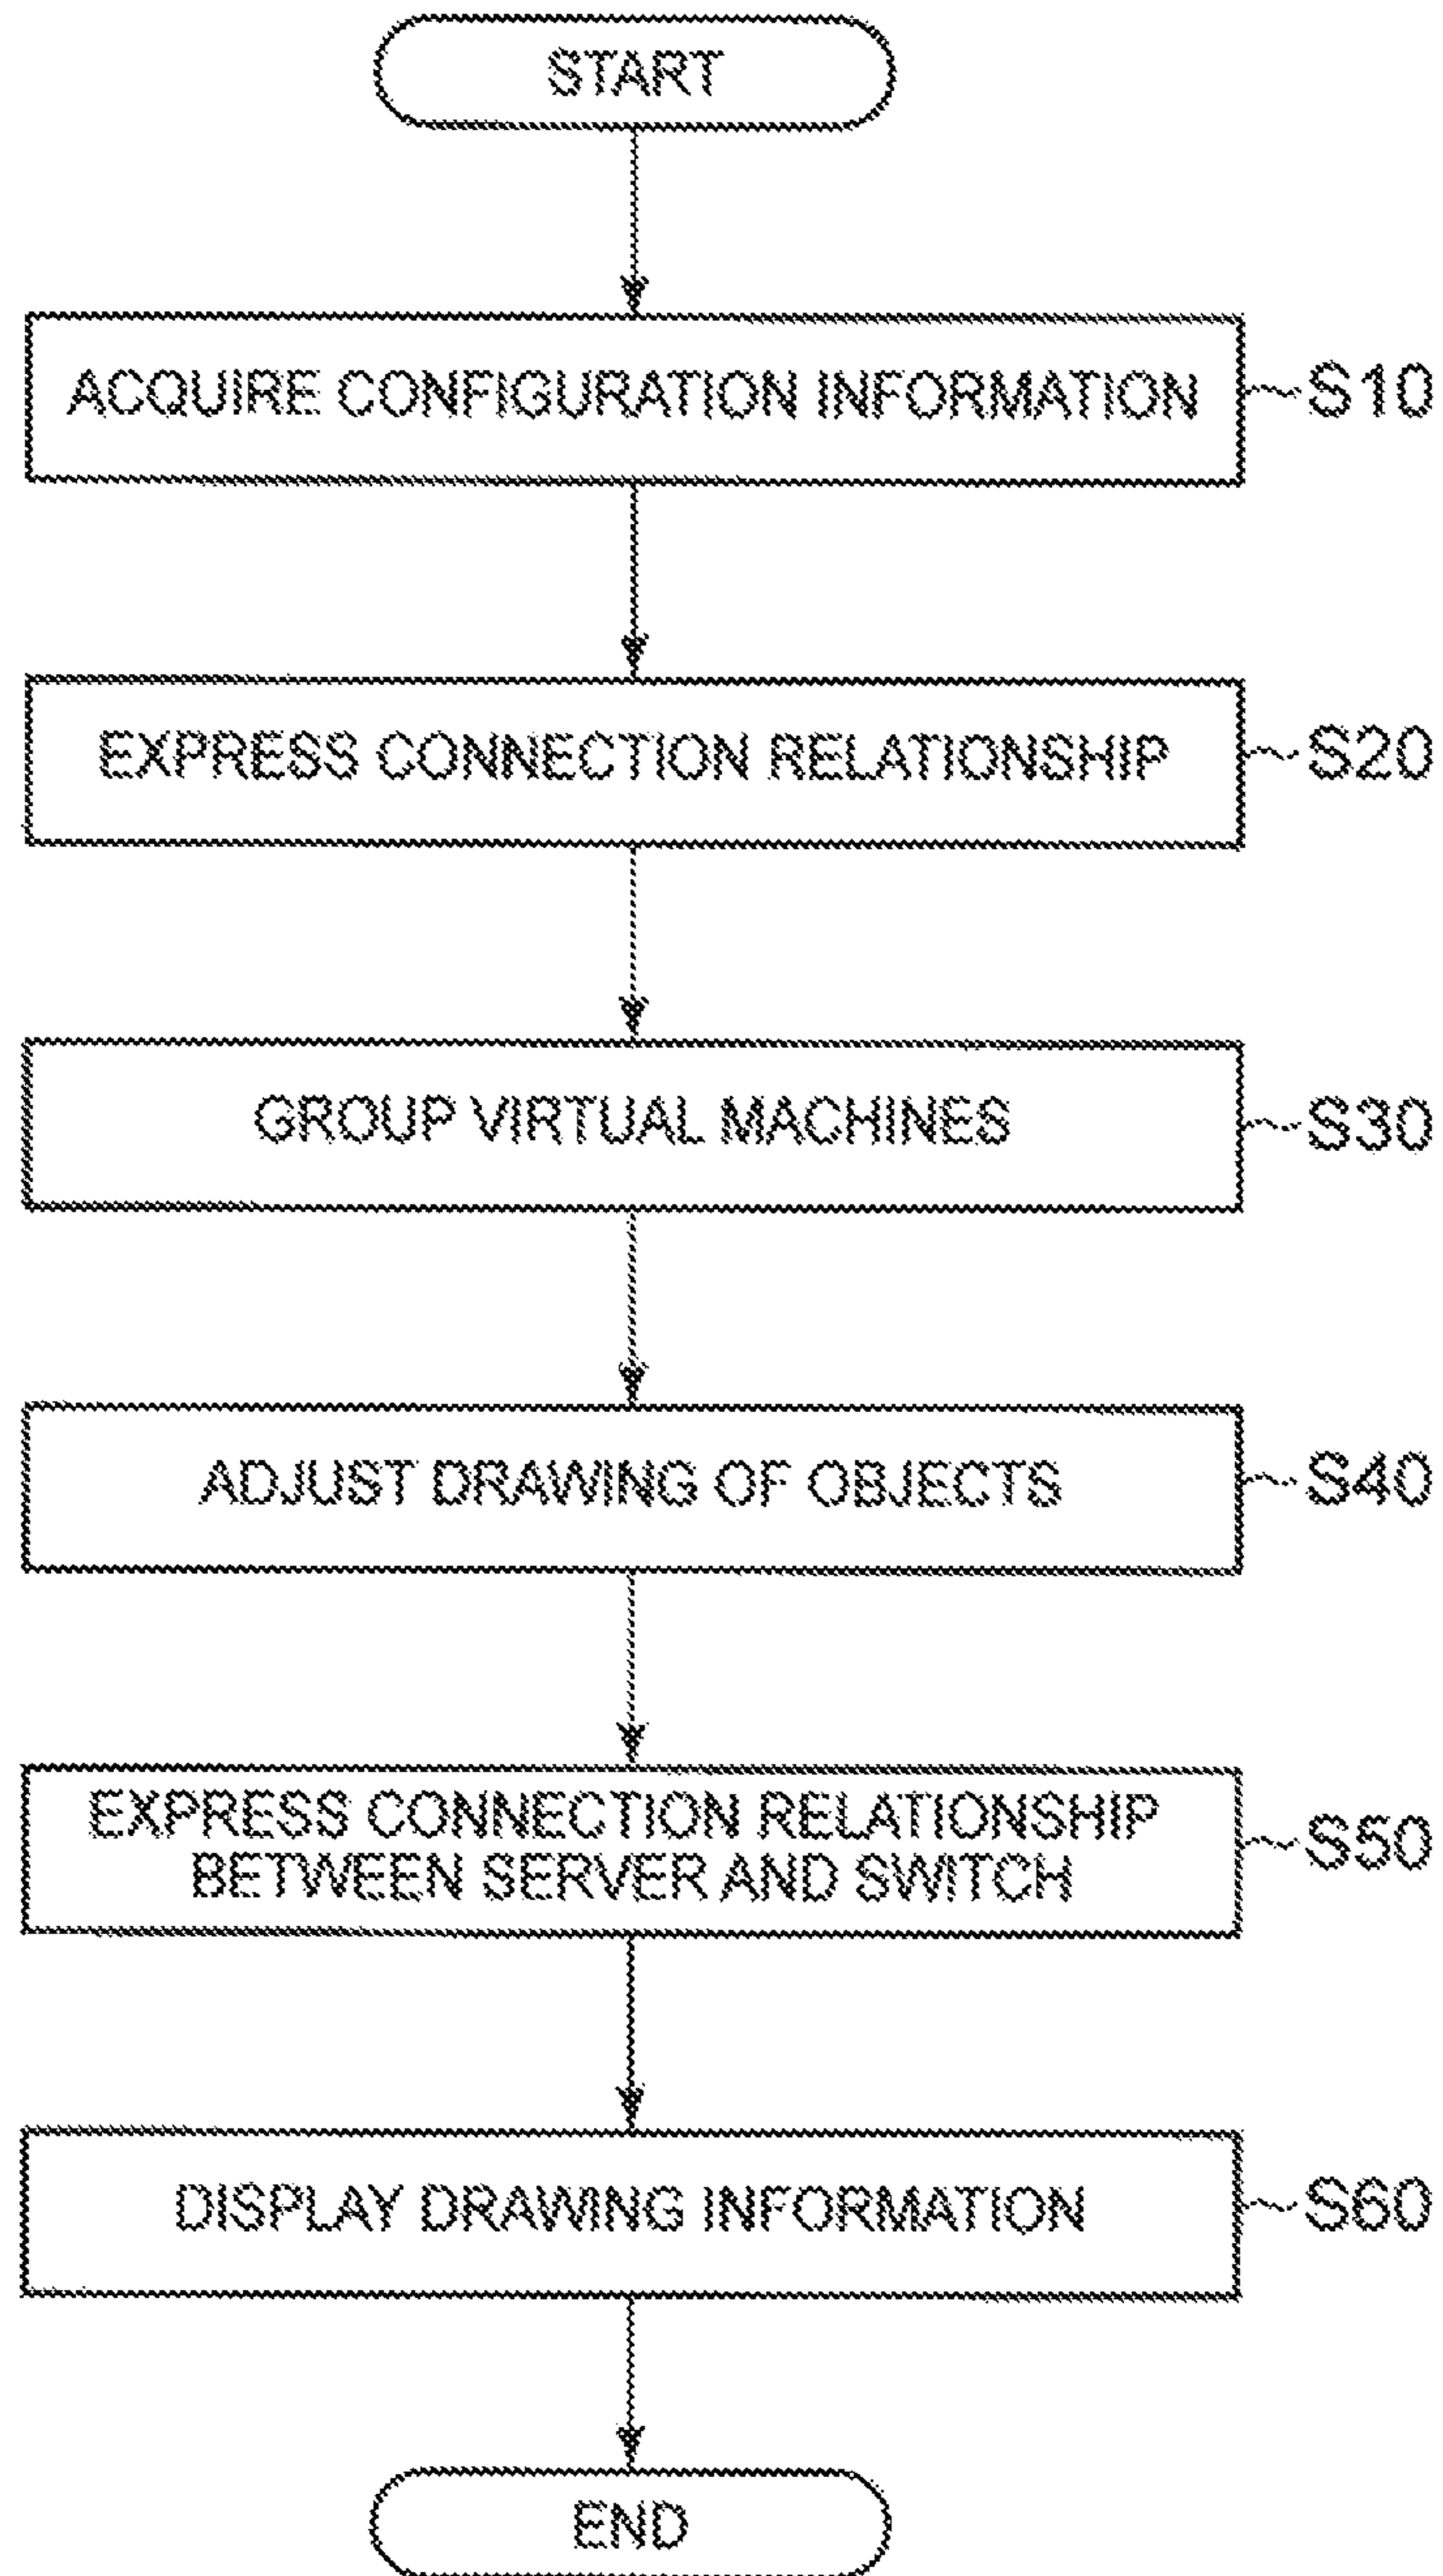 START
ACQUIRE CONFIGURATION INFORMATION
S10
EXPRESS CONNECTION RELATIONSHIP
S20
GROUP VIRTUAL MACHINES
S30
ADJUST DRAWING OF OBJECTS
S40
EXPRESS CONNECTION RELATIONSHIP
BETWEEN SERVER AND SWITCH
S50
DISPLAY DRAWING INFORMATION
S60
END